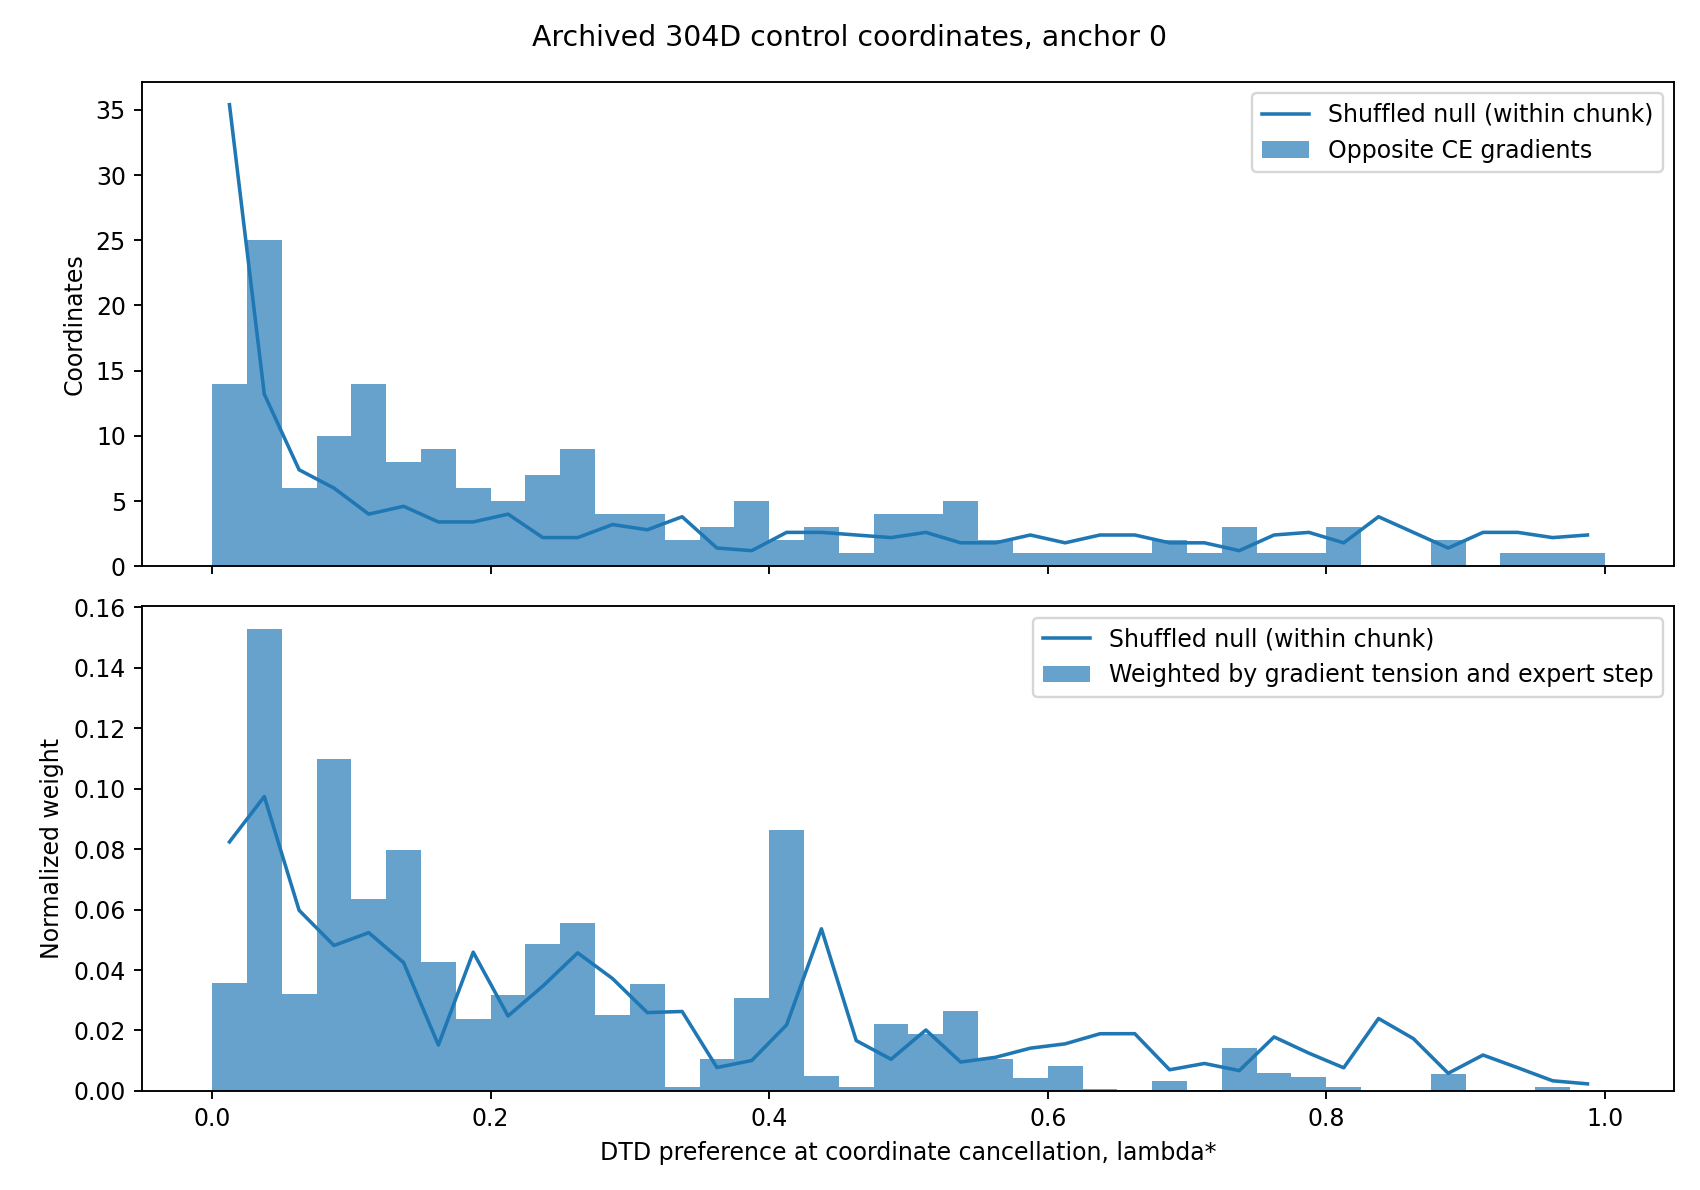 Archived 304D control coordinates, anchor 0
Shuffled null (within chunk)
Opposite CE gradients
Coordinates
35
30
25
20
15
10
5
0
Shuffled null (within chunk)
Weighted by gradient tension and expert step
Normalized weight
0.16
0.14
0.12
0.10
0.08
0.06
0.04
0.02
0.00
0.0 0.2 0.4 0.6 0.8 1.0
DTD preference at coordinate cancellation, lambda*